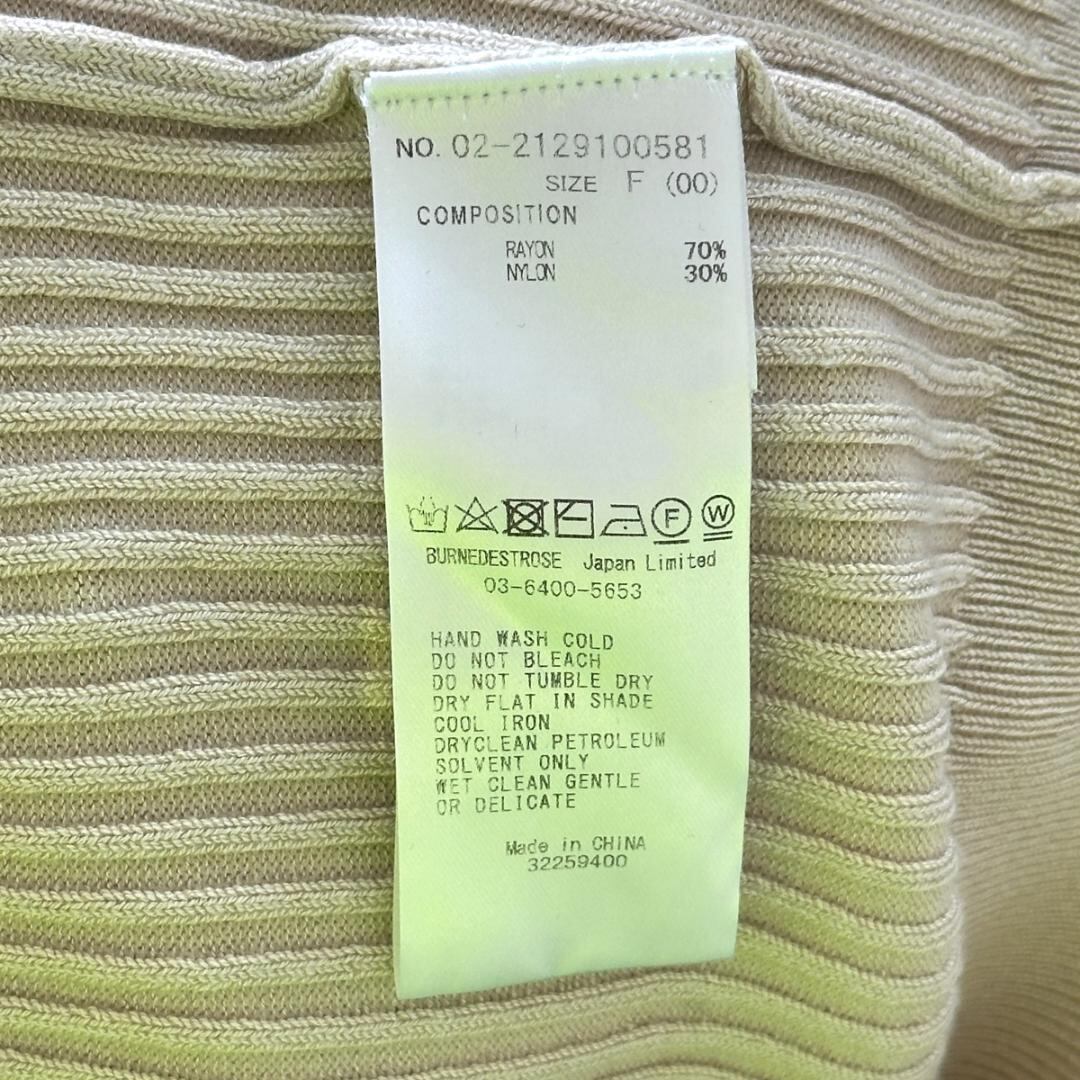 NO. 02-2129100581
SIZE F (00)
COMPOSITION
RAYON 70%
NYLON 30%
F W
BURNEDESTROSE Japan Limited
03-6400-5653
HAND WASH COLD
DO NOT BLEACH
DO NOT TUMBLE DRY
DRY FLAT IN SHADE
COOL IRON
DRYCLEAN PETROLEUM
SOLVENT ONLY
WET CLEAN GENTLE
OR DELICATE
Made in CHINA
32259400